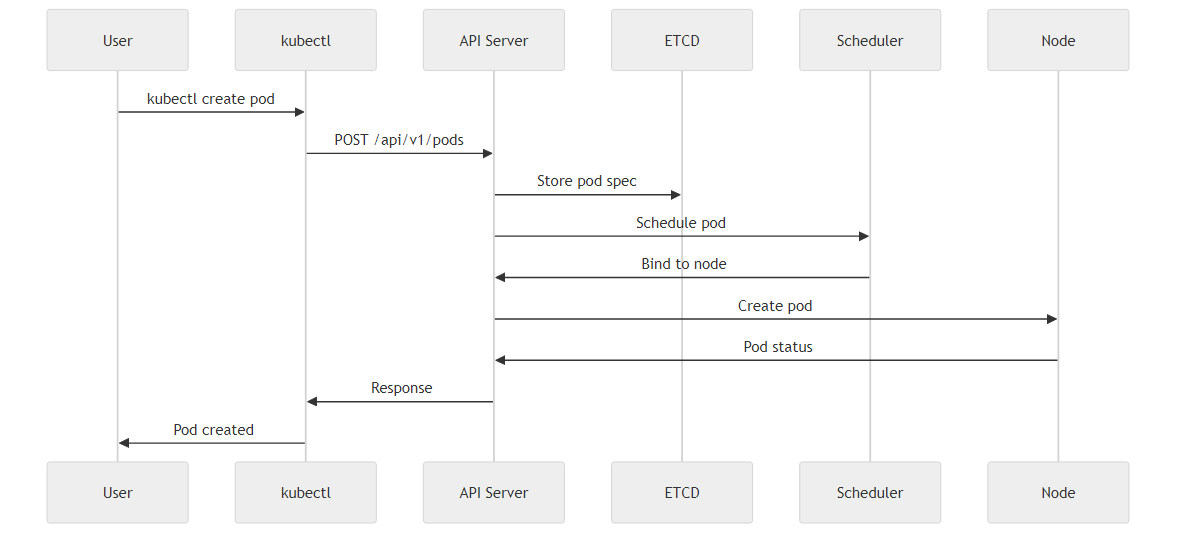 User
kubectl
API Server
ETCD
Scheduler
Node
kubectl create pod
POST /api/v1/pods
Store pod spec
Schedule pod
Bind to node
Create pod
Pod status
Response
Pod created
User
kubectl
API Server
ETCD
Scheduler
Node